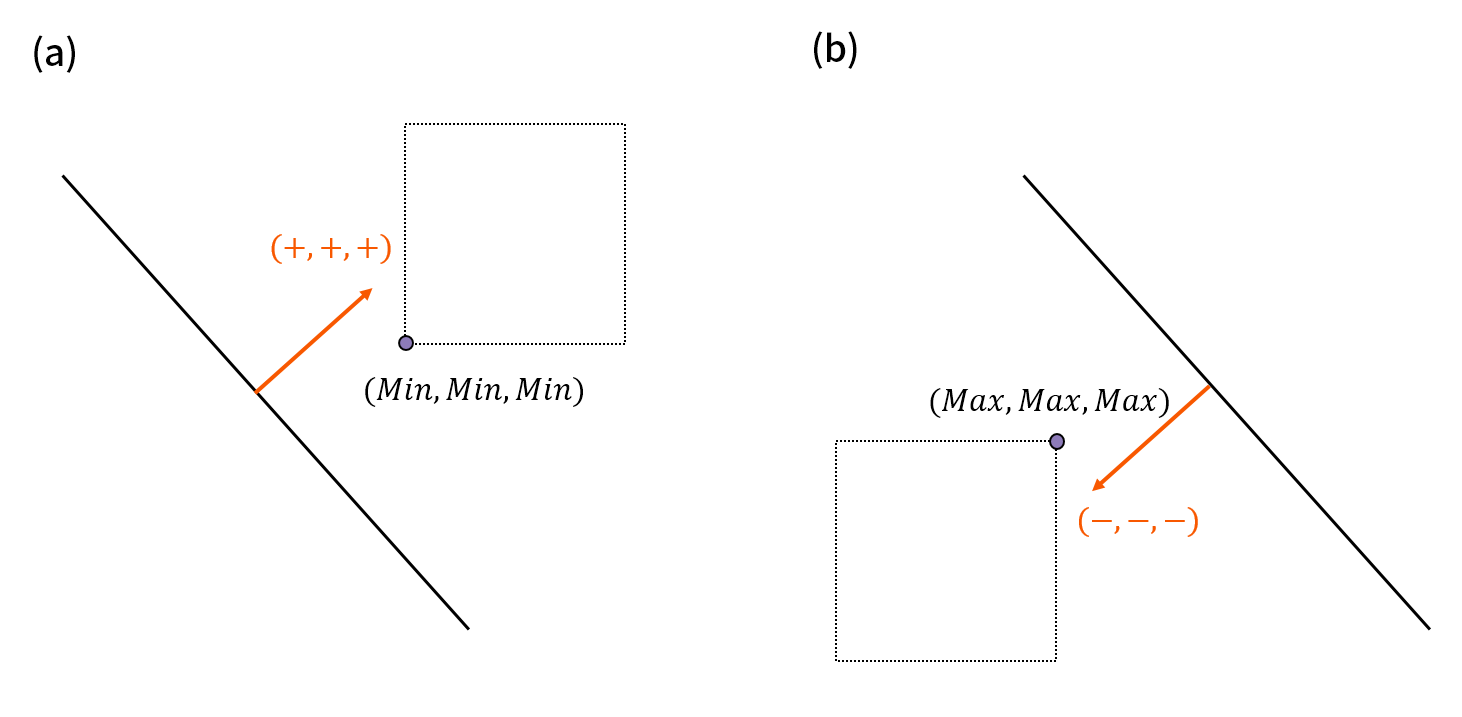 (a)
(b)
(+, +, +)
(Min, Min, Min)
(Max, Max, Max)
(−, −, −)